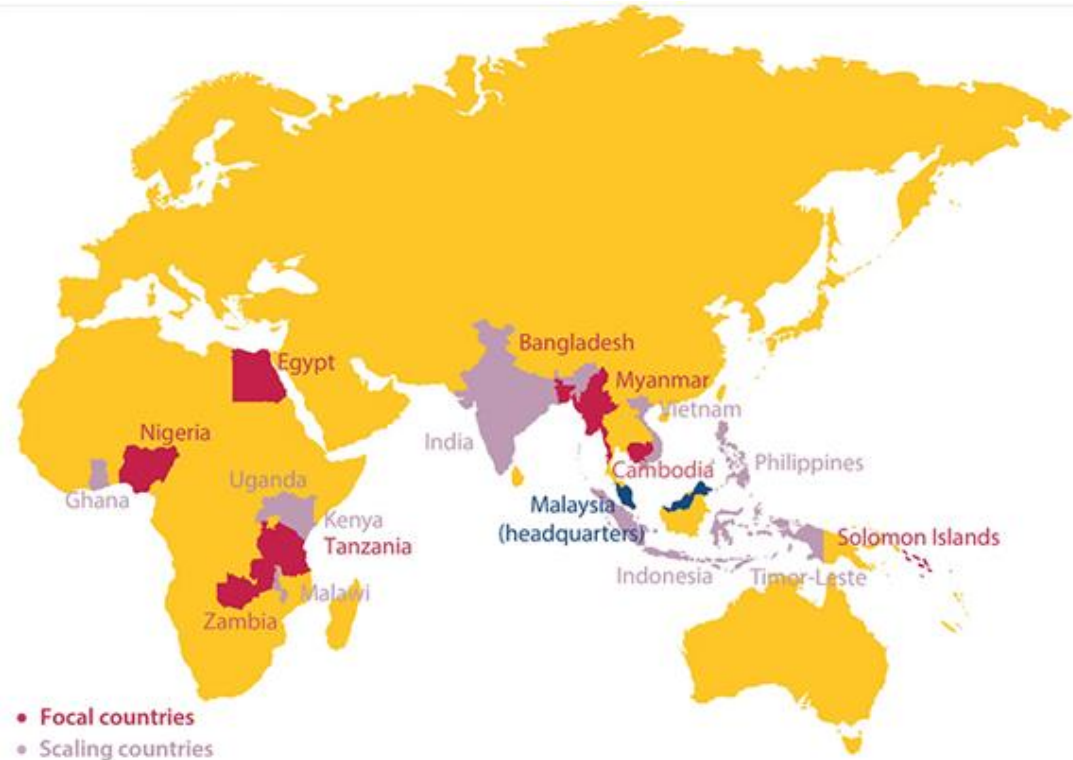 Egypt
Bangladesh
Myanmar
Vietnam
Nigeria
India
Ghana
Uganda
Cambodia
Philippines
Malaysia
(headquarters)
Kenya
Tanzania
Solomon Islands
Indonesia
Timor-Leste
Malawi
Zambia
• Focal countries
• Scaling countries